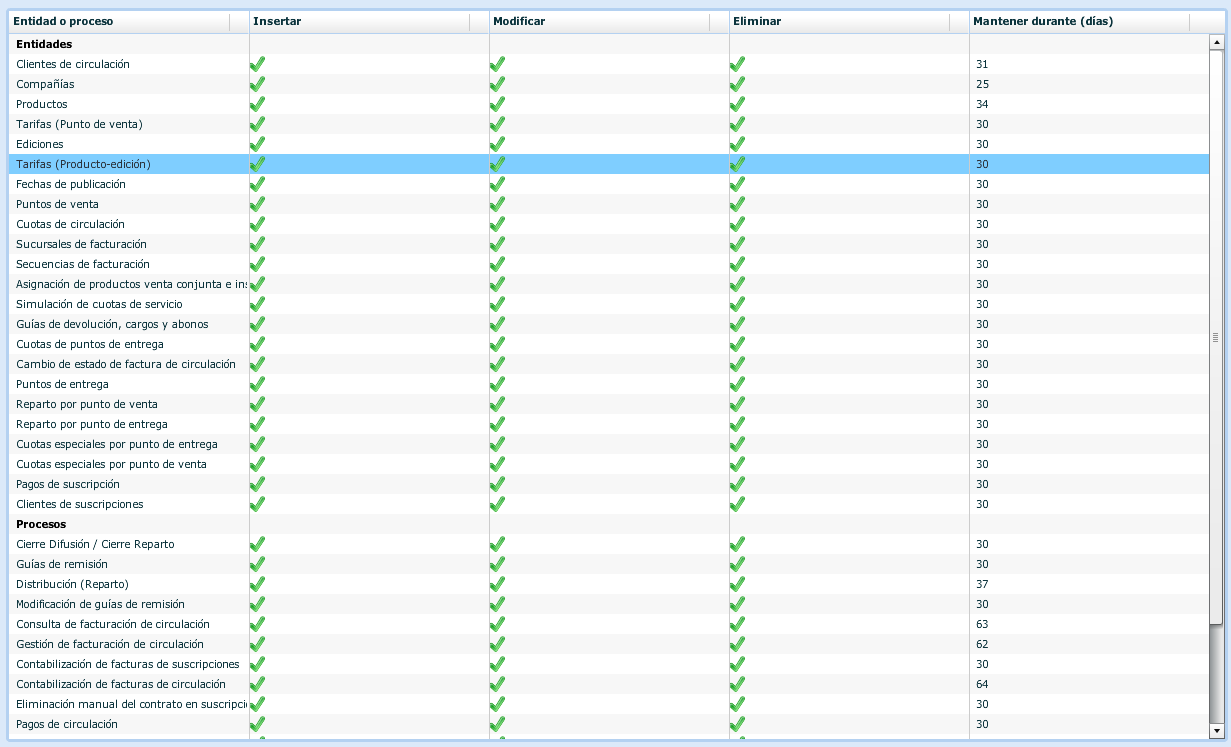 Entidad o proceso Insertar Modificar Eliminar Mantener durante (días)
Entidades
Clientes de circulación 31
Compañías 25
Productos 34
Tarifas (Punto de venta) 30
Ediciones 30
Tarifas (Producto-edición) 30
Fechas de publicación 30
Puntos de venta 30
Cuotas de circulación 30
Sucursales de facturación 30
Secuencias de facturación 30
Asignación de productos venta conjunta e in 30
Simulación de cuotas de servicio 30
Guías de devolución, cargos y abonos 30
Cuotas de puntos de entrega 30
Cambio de estado de factura de circulación 30
Puntos de entrega 30
Reparto por punto de venta 30
Reparto por punto de entrega 30
Cuotas especiales por punto de entrega 30
Cuotas especiales por punto de venta 30
Pagos de suscripción 30
Clientes de suscripciones 30
Procesos
Cierre Difusión / Cierre Reparto 30
Guías de remisión 30
Distribución (Reparto) 37
Modificación de guías de remisión 30
Consulta de facturación de circulación 63
Gestión de facturación de circulación 62
Contabilización de facturas de suscripciones 30
Contabilización de facturas de circulación 64
Eliminación manual del contrato en suscripci 30
Pagos de circulación 30